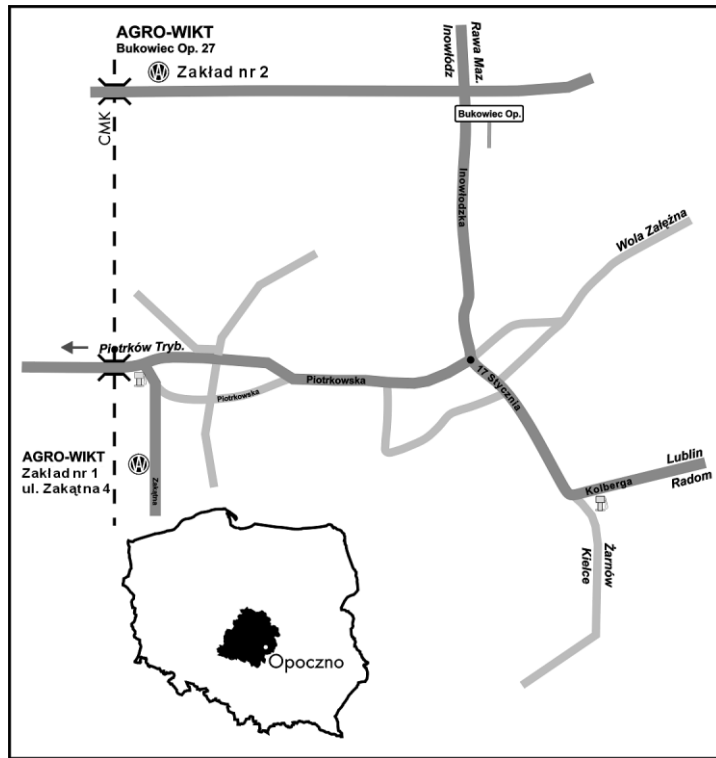 AGRO-WIKT
Bukowiec Op. 27
Zakład nr 2
CMK
Inowłódz
Rawa Maz.
Bukowiec Op.
Inowłodzka
Wola Załężna
Piotrków Tryb.
Piotrkowska
Piotrkowska
17 Stycznia
AGRO-WIKT
Zaklad nr 1
ul. Zakątna 4
Zakątna
Kolberga
Lublin
Radom
Kielce
Żarnów
Opoczno